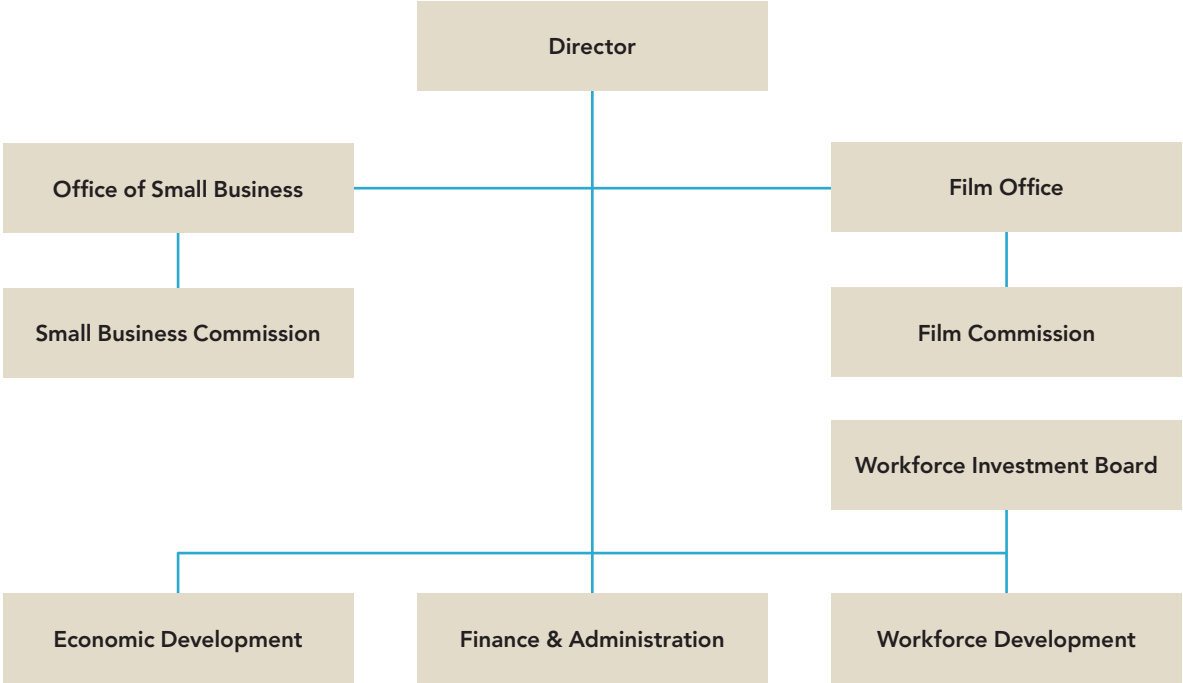 Director
Office of Small Business
Film Office
Small Business Commission
Film Commission
Workforce Investment Board
Economic Development
Finance & Administration
Workforce Development